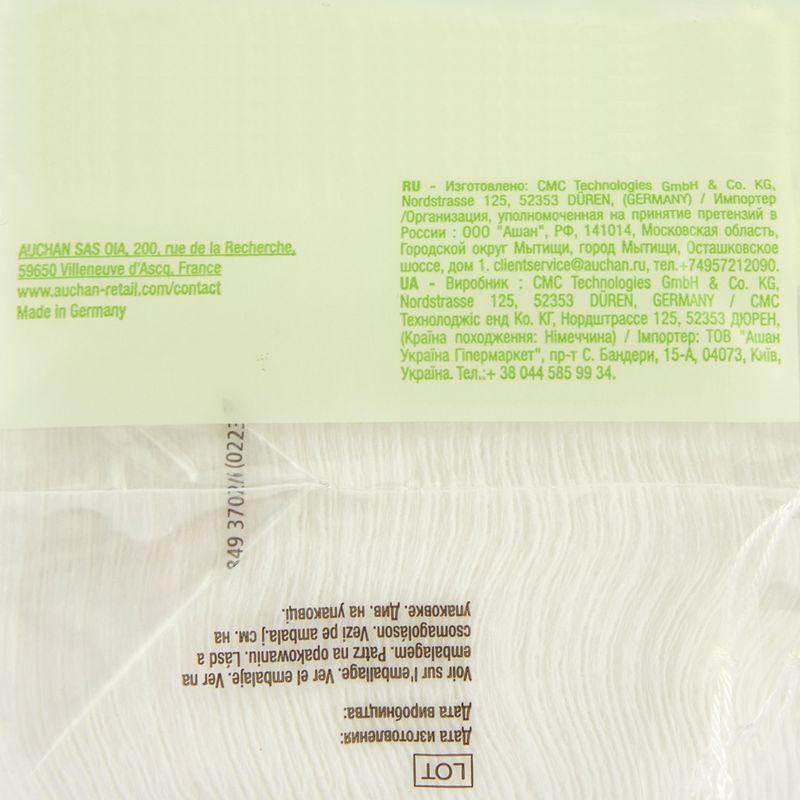 AUCHAN SAS OIA, 200, rue de la Recherche,
59650 Villeneuve d'Ascq, France
www.auchan-retail.com/contact
Made in Germany
RU - Изготовлено: CMC Technologies GmbH & Co. KG,
Nordstrasse 125, 52353 DÜREN, (GERMANY) / Импортер
/Организация, уполномоченная на принятие претензий в
России : ООО "Ашан", РФ, 141014, Московская область,
Городской округ Мытищи, город Мытищи, Осташковское
шоссе, дом 1. clientservice@auchan.ru, тел.+74957212090.
UA - Виробник : CMC Technologies GmbH & Co. KG,
Nordstrasse 125, 52353 DÜREN, GERMANY / CMC
Технолоджіс енд Ко. КГ, Нордштрассе 125, 52353 ДЮРЕН,
(Країна походження: Німеччина) / Імпортер: ТОВ "Ашан
Україна Гіпермаркет", пр-т С. Бандери, 15-А, 04073, Київ,
Україна. Тел.:+ 38 044 585 99 34.
LOT
Дата изготовления:
Дата виробництва:
Voir sur l'emballage. Ver el embalaje. Ver na
embalagem. Patrz na opakowaniu. Lásd a
csomagoláson. Vezi pe ambalaj. См. на
упаковке. Див. на упаковці.